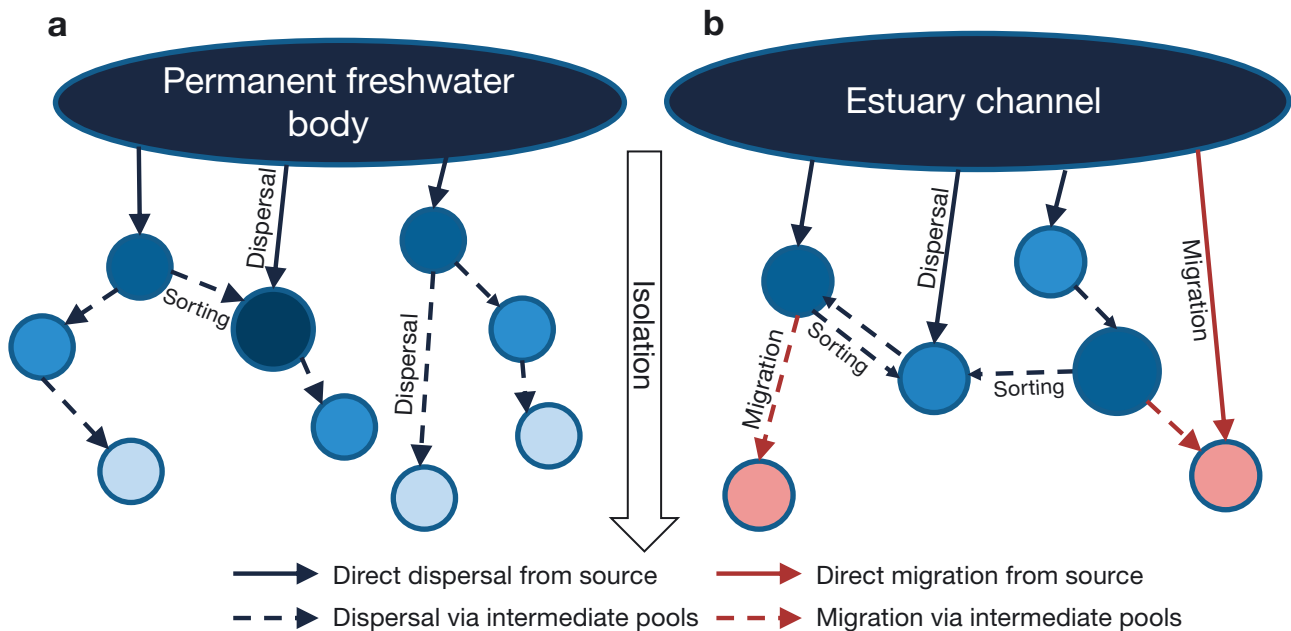 a
Permanent freshwater
body
Dispersal
Sorting
Dispersal
Isolation
b
Estuary channel
Dispersal
Migration
Sorting
Migration
Sorting
Direct dispersal from source
Direct migration from source
Dispersal via intermediate pools
Migration via intermediate pools